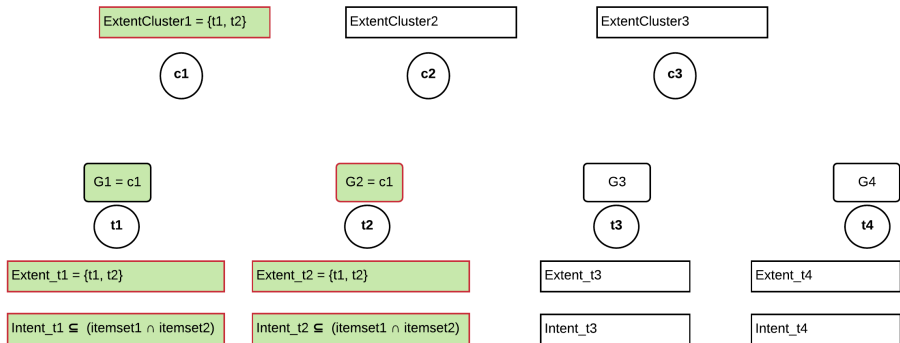 ExtentCluster1 = {t1, t2}
ExtentCluster2
ExtentCluster3
c1
c2
c3
G1 = c1
G2 = c1
G3
G4
t1
t2
t3
t4
Extent_t1 = {t1, t2}
Extent_t2 = {t1, t2}
Extent_t3
Extent_t4
Intent_t1 ⊆ (itemset1 ∩ itemset2)
Intent_t2 ⊆ (itemset1 ∩ itemset2)
Intent_t3
Intent_t4